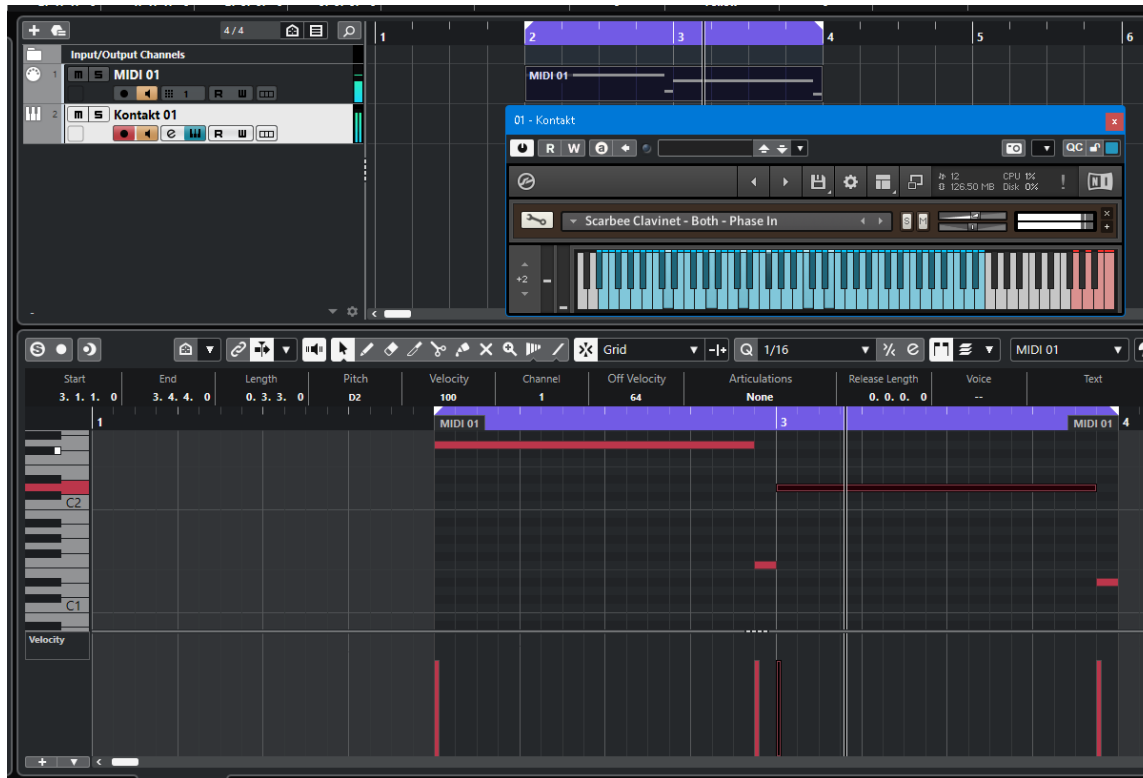 4/4
1
2
3
4
5
6
Input/Output Channels
1
m S MIDI 01
1 R W
MIDI 01
2
m S Kontakt 01
e R W
01 - Kontakt
x
R W a
QC
12 CPU 1%
126.50 MB Disk 0%
! NI
Scarbee Clavinet - Both - Phase In
S M
×
+
+2
-
S
Grid
Q 1/16
e
MIDI 01
Start End Length Pitch Velocity Channel Off Velocity Articulations Release Length Voice Text
3. 1. 1. 0 3. 4. 4. 0 0. 3. 3. 0 D2 100 1 64 None 0. 0. 0. 0 --
1
3
4
MIDI 01
MIDI 01
C2
C1
Velocity